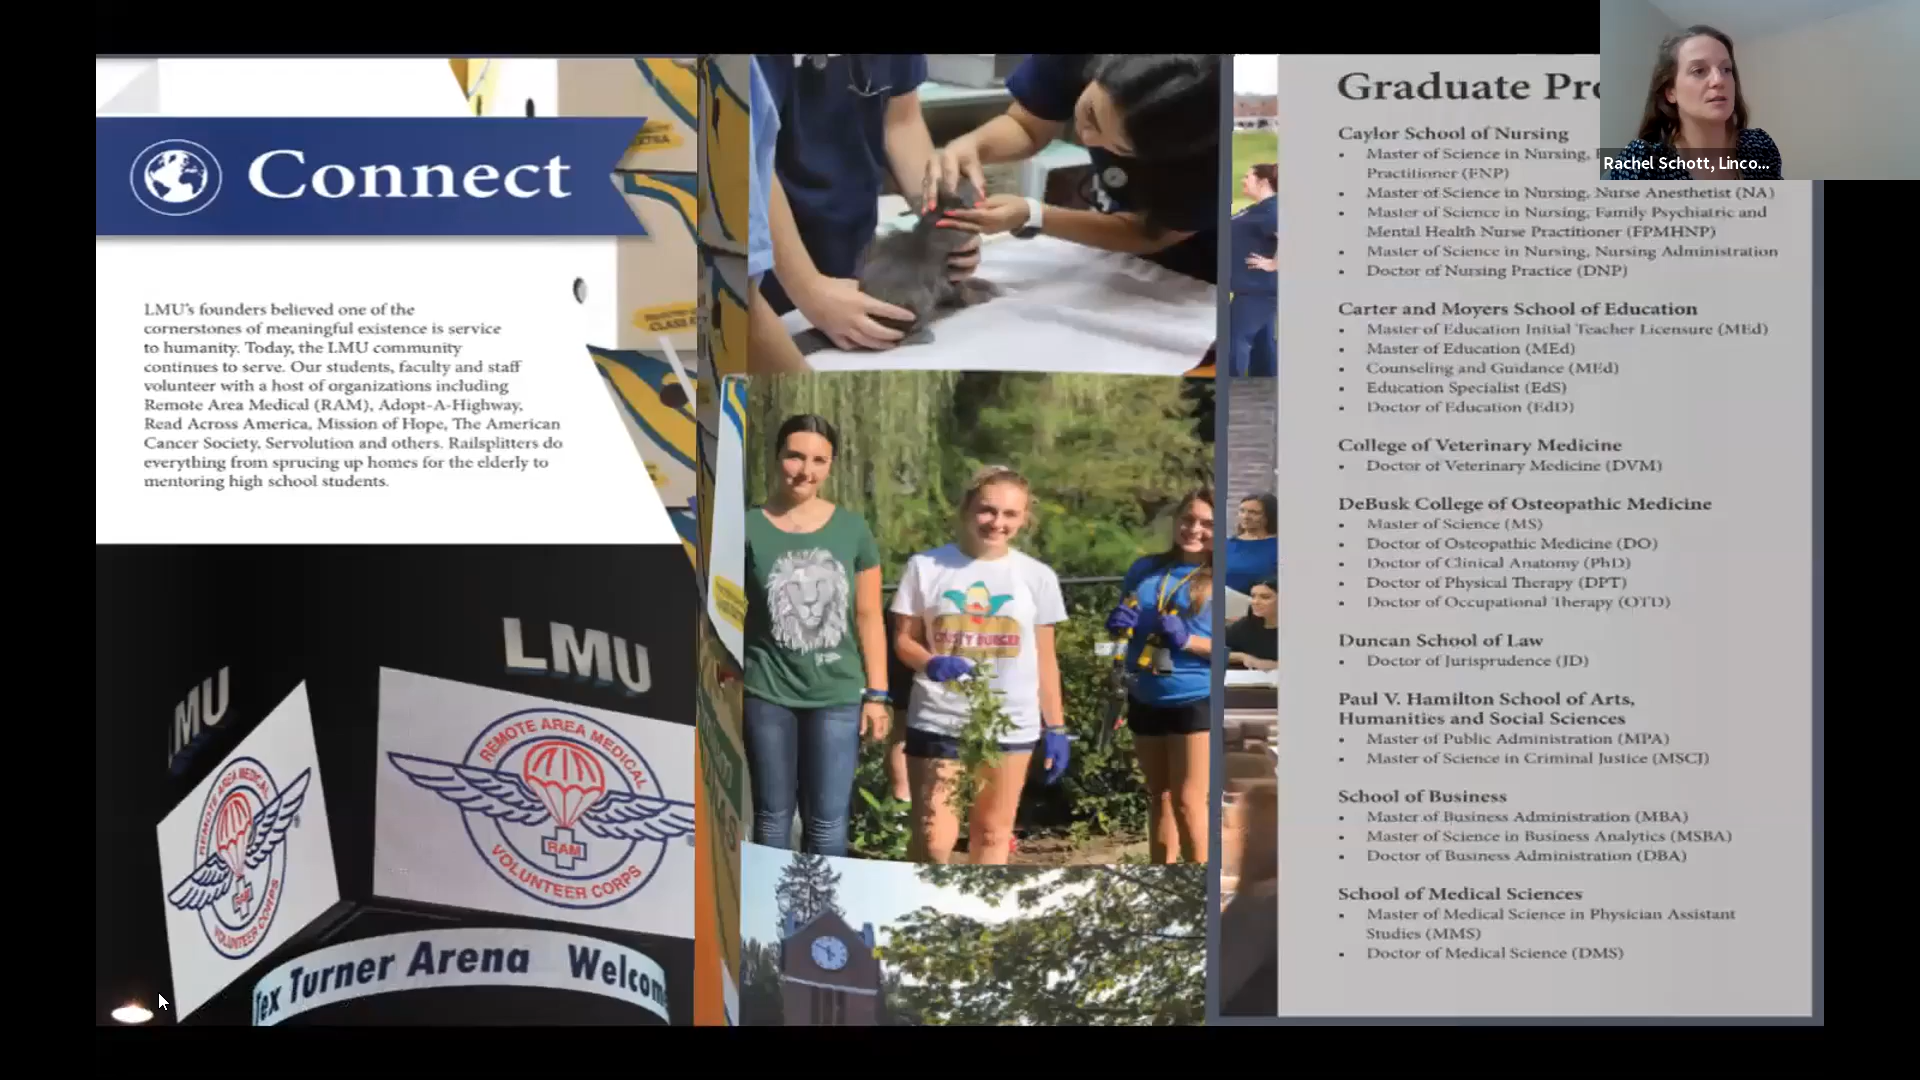 Connect
LMU's founders believed one of the
cornerstones of meaningful existence is service
to humanity. Today, the LMU community
continues to serve. Our students, faculty and staff
volunteer with a host of organizations including
Remote Area Medical (RAM), Adopt-A-Highway,
Read Across America, Mission of Hope, The American
Cancer Society, Servolution and others. Railsplitters do
everything from sprucing up homes for the elderly to
mentoring high school students.
LMU
LMU
REMOTE AREA MEDICAL
RAM
VOLUNTEER CORPS
®
REMOTE AREA MEDICAL
RAM
VOLUNTEER CORPS
Tex Turner Arena Welcom
BURGER
Graduate Pro
Caylor School of Nursing
• Master of Science in Nursing,
Practitioner (FNP)
• Master of Science in Nursing, Nurse Anesthetist (NA)
• Master of Science in Nursing, Family Psychiatric and
Mental Health Nurse Practitioner (FPMHNP)
• Master of Science in Nursing, Nursing Administration
• Doctor of Nursing Practice (DNP)
Carter and Moyers School of Education
• Master of Education Initial Teacher Licensure (MEd)
• Master of Education (MEd)
• Counseling and Guidance (MEd)
• Education Specialist (EdS)
• Doctor of Education (EdD)
College of Veterinary Medicine
• Doctor of Veterinary Medicine (DVM)
DeBusk College of Osteopathic Medicine
• Master of Science (MS)
• Doctor of Osteopathic Medicine (DO)
• Doctor of Clinical Anatomy (PhD)
• Doctor of Physical Therapy (DPT)
• Doctor of Occupational Therapy (OTD)
Duncan School of Law
• Doctor of Jurisprudence (JD)
Paul V. Hamilton School of Arts,
Humanities and Social Sciences
• Master of Public Administration (MPA)
• Master of Science in Criminal Justice (MSCJ)
School of Business
• Master of Business Administration (MBA)
• Master of Science in Business Analytics (MSBA)
• Doctor of Business Administration (DBA)
School of Medical Sciences
• Master of Medical Science in Physician Assistant
Studies (MMS)
• Doctor of Medical Science (DMS)
Rachel Schott, Linco...